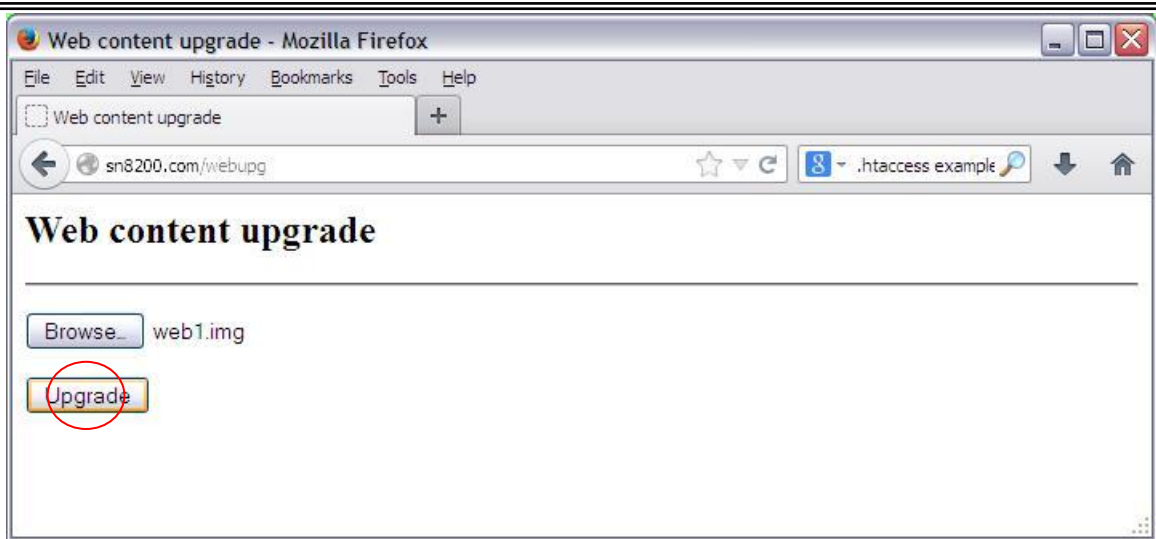 Web content upgrade - Mozilla Firefox
File Edit View History Bookmarks Tools Help
Web content upgrade +
sn8200.com/webupg 8 .htaccess example
Web content upgrade
Browse... web1.img
Upgrade